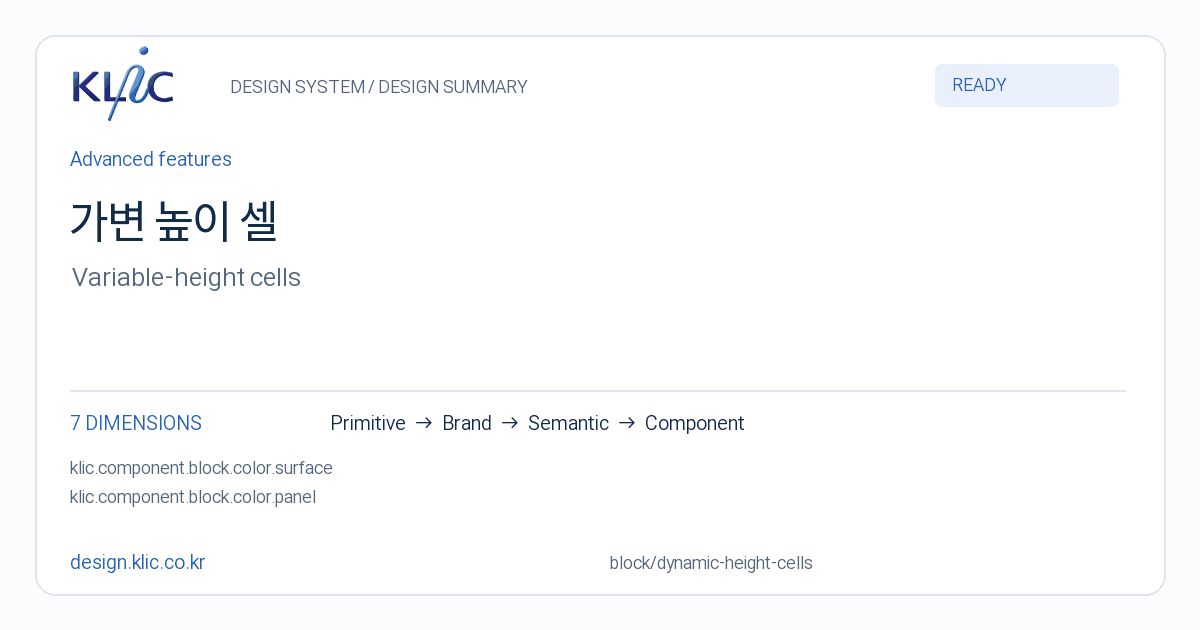 KLiC
DESIGN SYSTEM / DESIGN SUMMARY
READY
Advanced features
가변 높이 셀
Variable-height cells
7 DIMENSIONS
Primitive → Brand → Semantic → Component
klic.component.block.color.surface
klic.component.block.color.panel
design.klic.co.kr
block/dynamic-height-cells